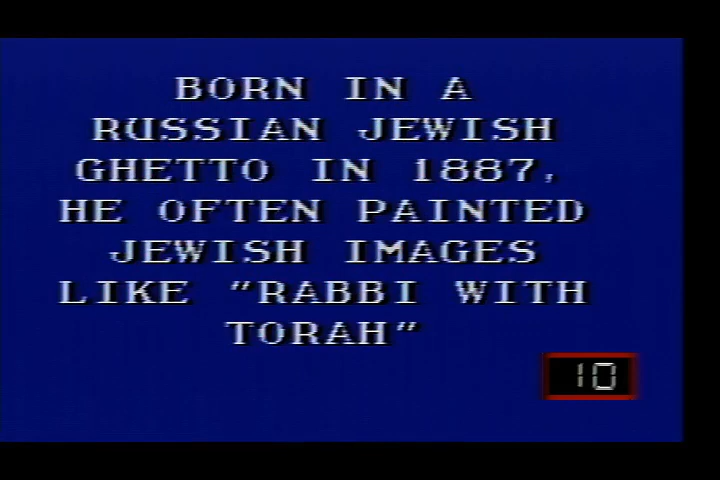 BORN IN A
RUSSIAN JEWISH
GHETTO IN 1887,
HE OFTEN PAINTED
JEWISH IMAGES
LIKE "RABBI WITH
TORAH"
10